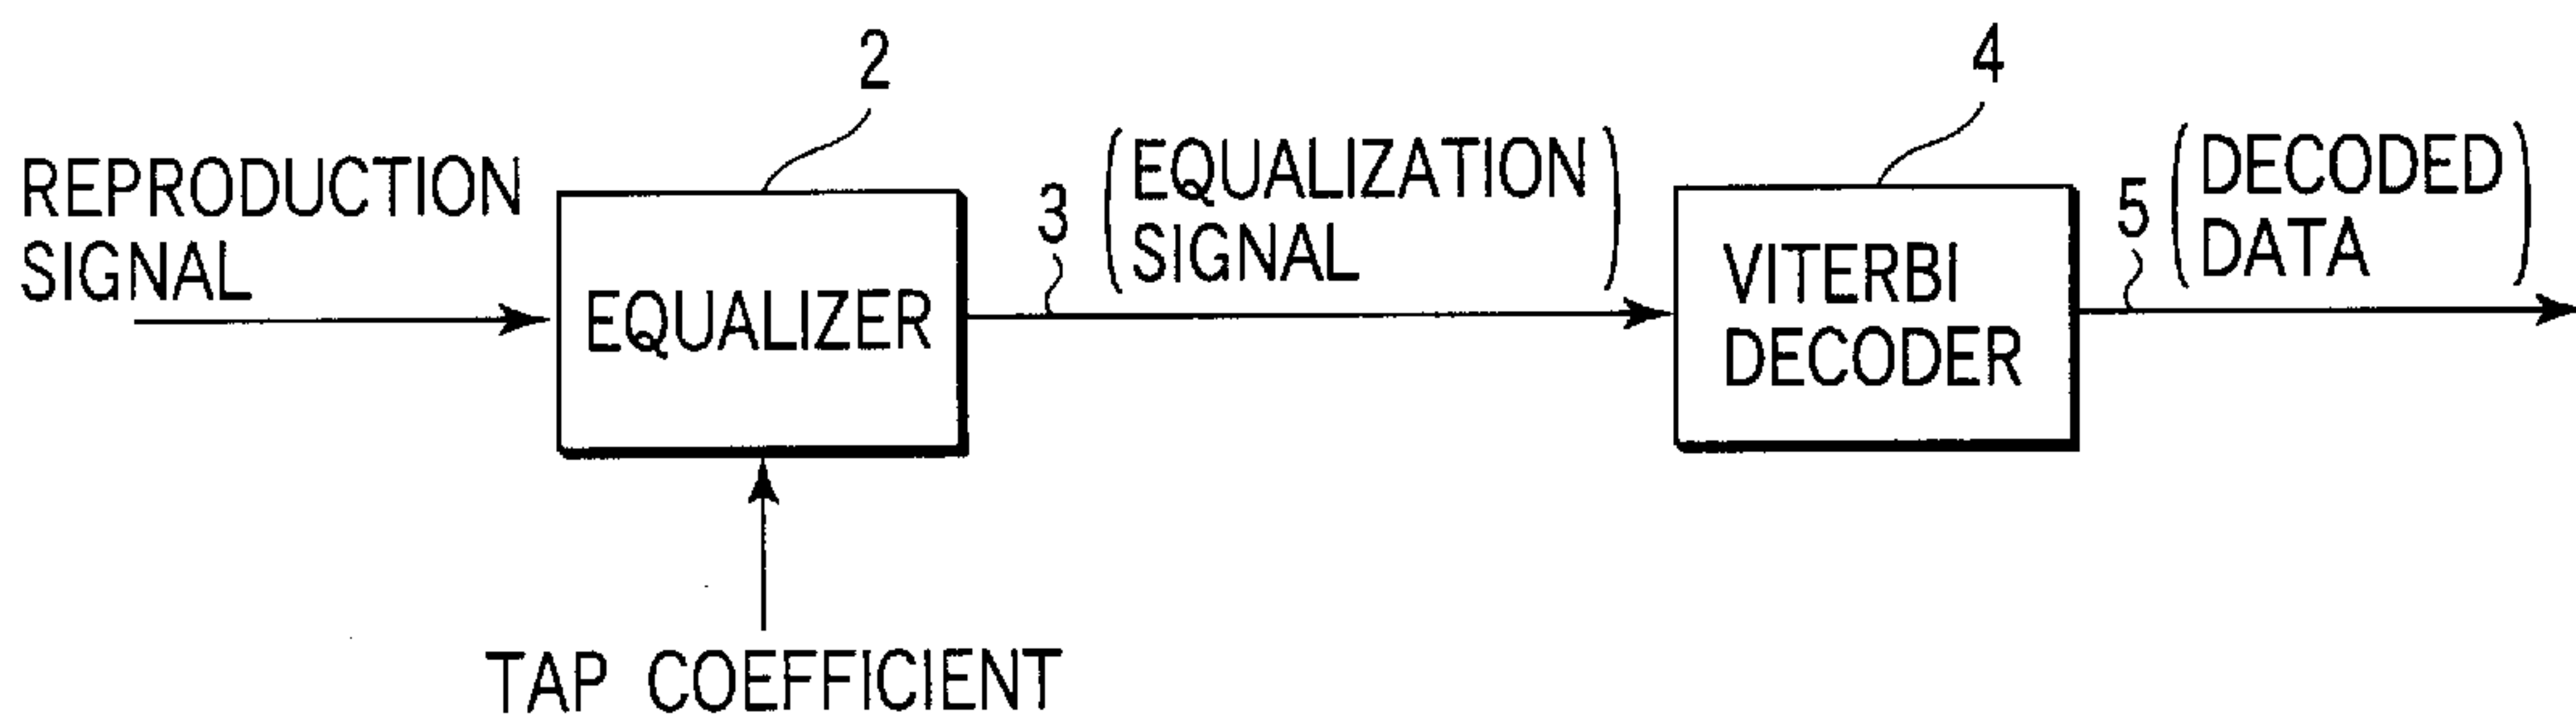 2
4
REPRODUCTION
SIGNAL
3
(EQUALIZATION
SIGNAL)
5
(DECODED
DATA)
EQUALIZER
VITERBI
DECODER
TAP COEFFICIENT